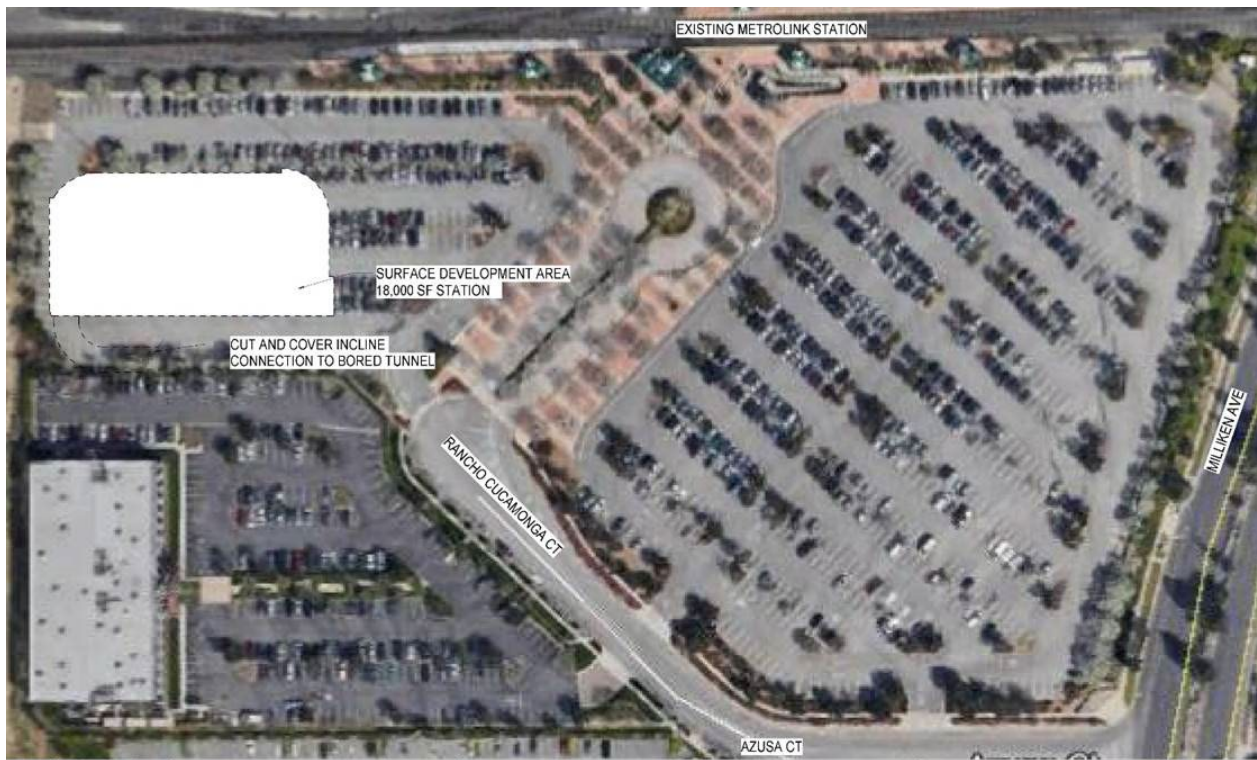 EXISTING METROLINK STATION
SURFACE DEVELOPMENT AREA
18,000 SF STATION
CUT AND COVER INCLINE
CONNECTION TO BORED TUNNEL
RANCHO CUCAMONGA CT
MILLIKEN AVE
AZUSA CT